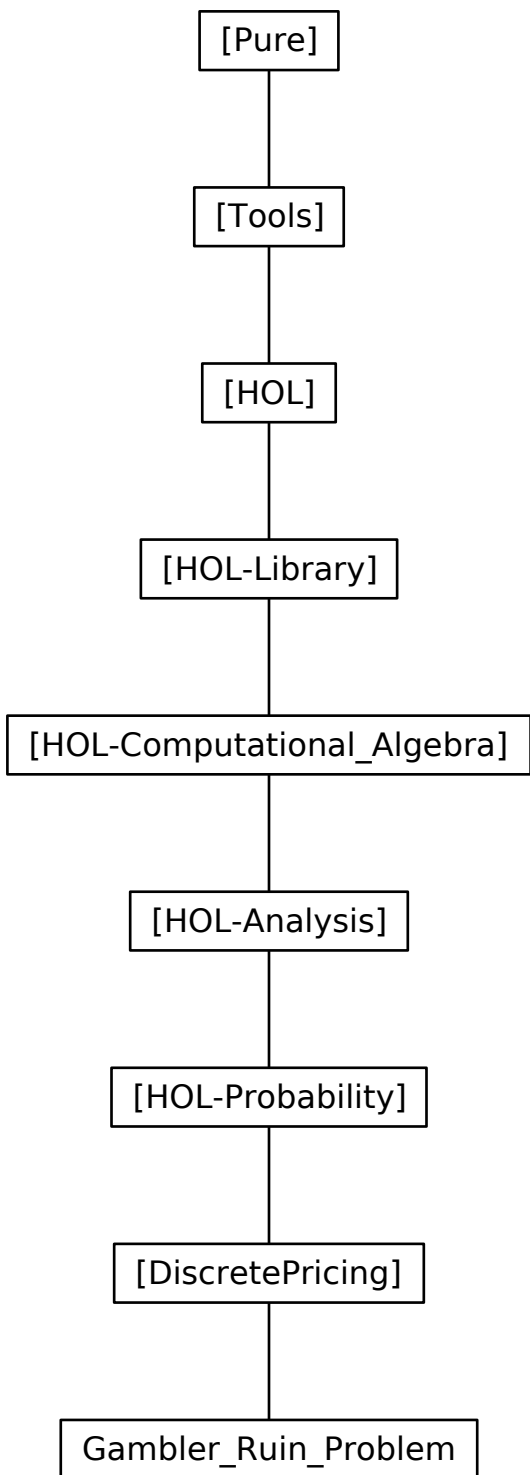 [Pure]
[Tools]
[HOL]
[HOL-Library]
[HOL-Computational_Algebra]
[HOL-Analysis]
[HOL-Probability]
[DiscretePricing]
Gambler_Ruin_Problem